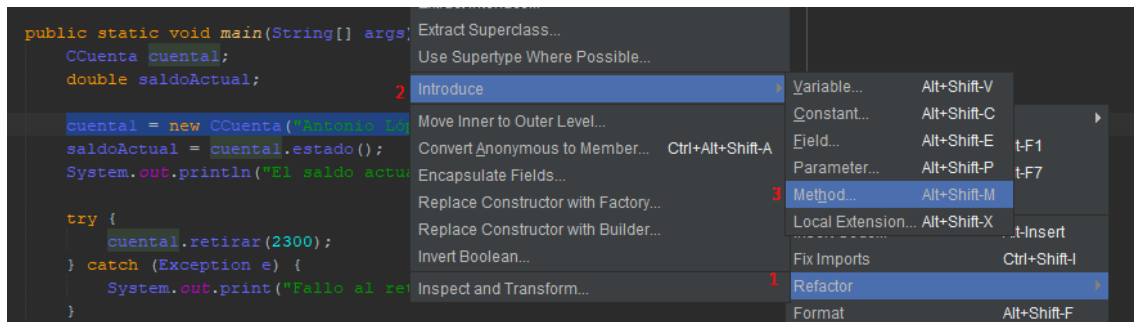 public static void main(String[] args)
CCuenta cuenta1;
double saldoActual;
cuenta1 = new CCuenta("Antonio Lóp
saldoActual = cuenta1.estado();
System.out.println("El saldo actua
try {
cuenta1.retirar(2300);
} catch (Exception e) {
System.out.print("Fallo al ret
}
Extract Superclass...
Use Supertype Where Possible...
2 Introduce
Move Inner to Outer Level...
Convert Anonymous to Member... Ctrl+Alt+Shift-A
Encapsulate Fields...
Replace Constructor with Factory...
Replace Constructor with Builder...
Invert Boolean...
Inspect and Transform...
Variable... Alt+Shift-V
Constant... Alt+Shift-C
Field... Alt+Shift-E
Parameter... Alt+Shift-P
3 Method... Alt+Shift-M
Local Extension... Alt+Shift-X
t-F1
t-F7
Alt-Insert
Fix Imports Ctrl+Shift-I
1 Refactor
Format Alt+Shift-F